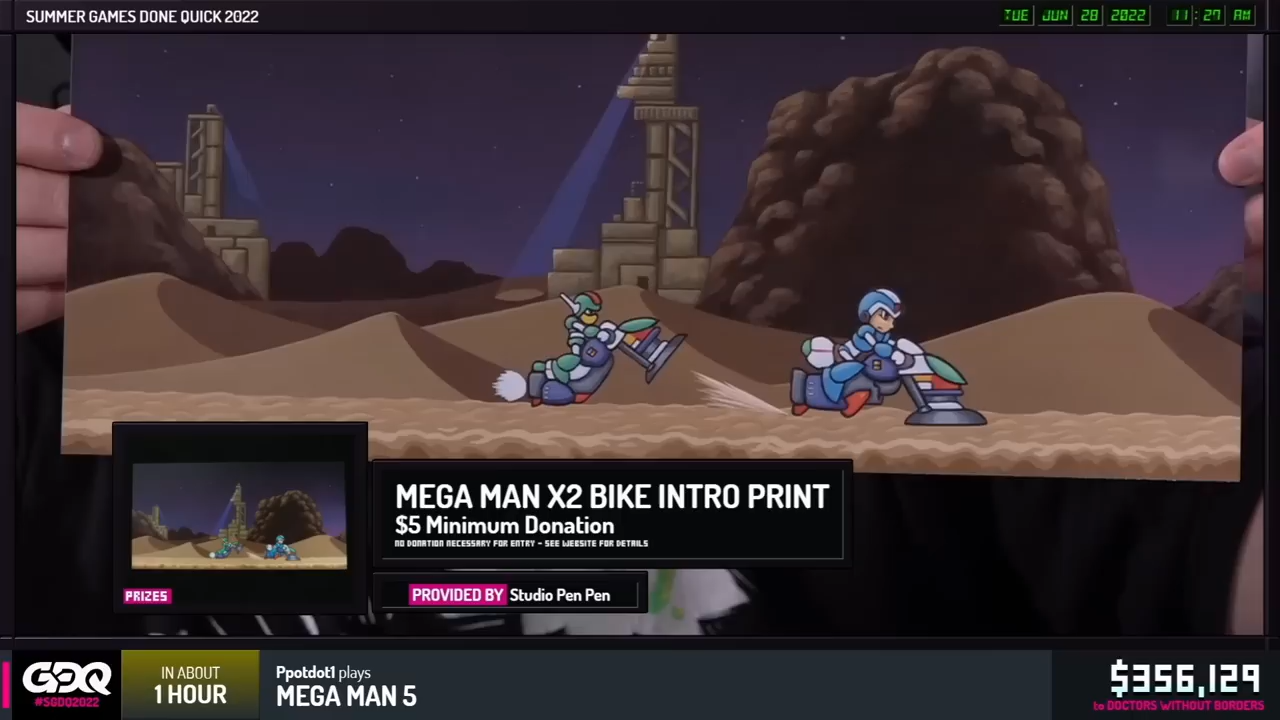 SUMMER GAMES DONE QUICK 2022
TUE JUN 28 2022 11:27 AM
MEGA MAN X2 BIKE INTRO PRINT
$5 Minimum Donation
NO DONATION NECESSARY FOR ENTRY - SEE WEBSITE FOR DETAILS
PRIZES
PROVIDED BY Studio Pen Pen
GDQ
#SGDQ2022
IN ABOUT
1 HOUR
Ppotdot1 plays
MEGA MAN 5
$356,129
to DOCTORS WITHOUT BORDERS